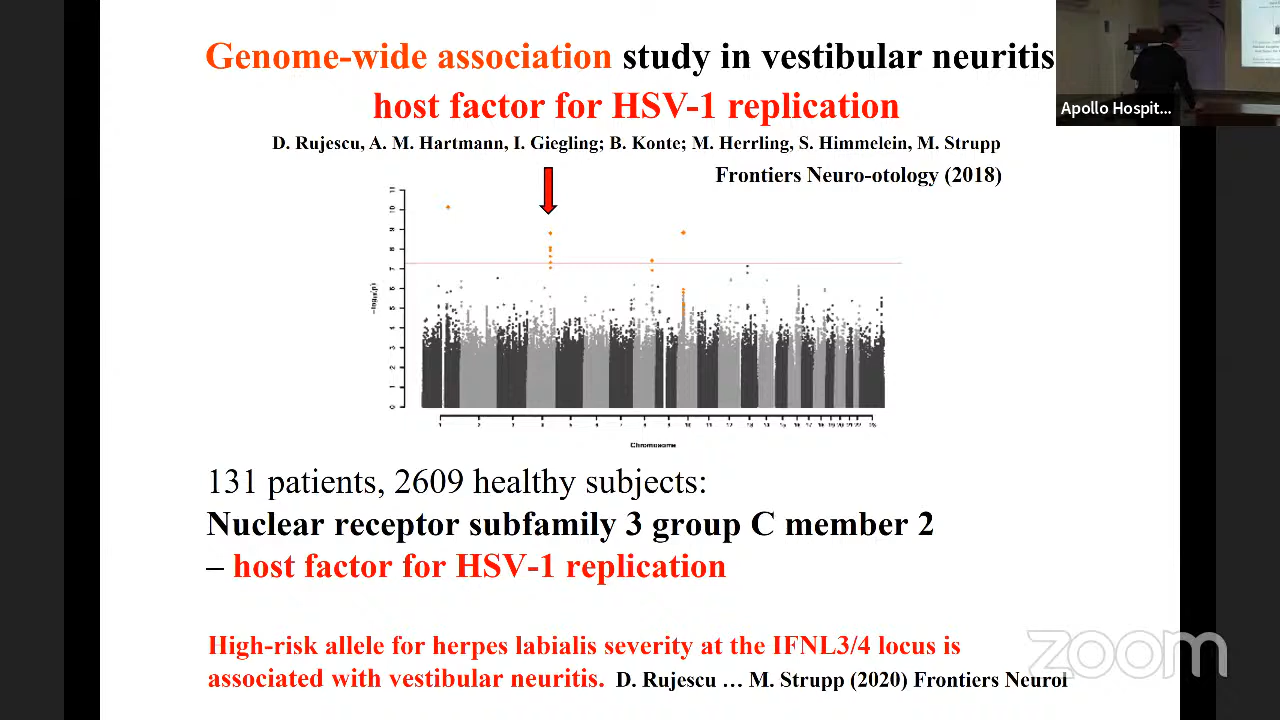 Genome-wide association study in vestibular neuritis
host factor for HSV-1 replication
D. Rujescu, A. M. Hartmann, I. Giegling; B. Konte; M. Herrling, S. Himmelein, M. Strupp
Frontiers Neuro-otology (2018)
Apollo Hospit...
Chromosome
131 patients, 2609 healthy subjects:
Nuclear receptor subfamily 3 group C member 2
– host factor for HSV-1 replication
High-risk allele for herpes labialis severity at the IFNL3/4 locus is
associated with vestibular neuritis. D. Rujescu … M. Strupp (2020) Frontiers Neurol
zoom